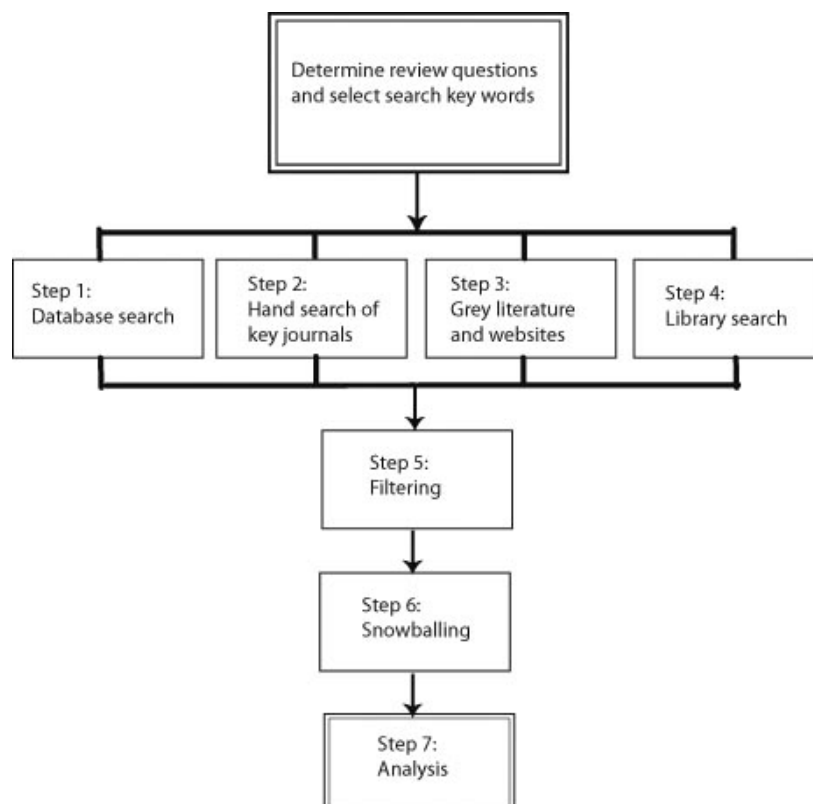 Determine review questions
and select search key words
Step 1:
Database search
Step 2:
Hand search of
key journals
Step 3:
Grey literature
and websites
Step 4:
Library search
Step 5:
Filtering
Step 6:
Snowballing
Step 7:
Analysis